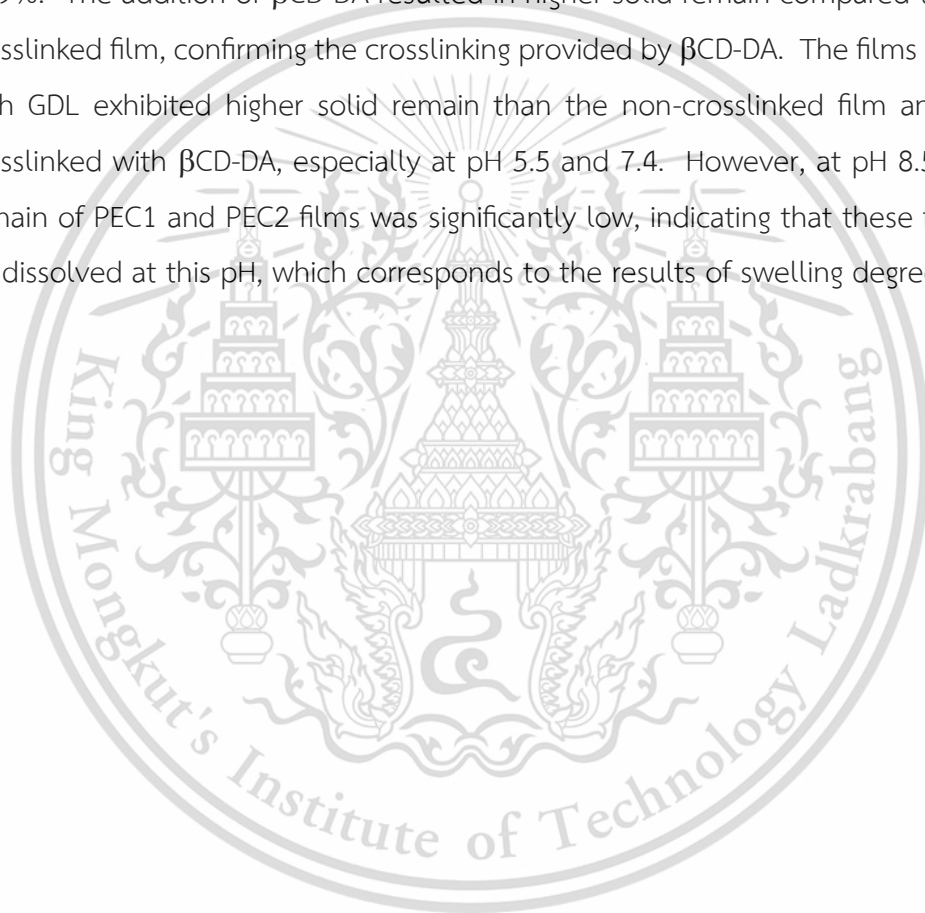 9%. The addition of βCD-DA resulted in higher solid remain compared
sslinked film, confirming the crosslinking provided by βCD-DA. The films
h GDL exhibited higher solid remain than the non-crosslinked film an
sslinked with βCD-DA, especially at pH 5.5 and 7.4. However, at pH 8.5
nain of PEC1 and PEC2 films was significantly low, indicating that these
dissolved at this pH, which corresponds to the results of swelling degre
King Mongkut's Institute of Technology Ladkrabang